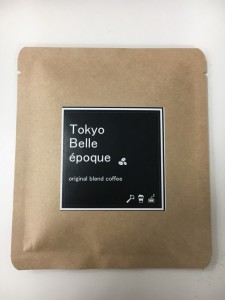 Tokyo
Belle
époque
original blend coffee